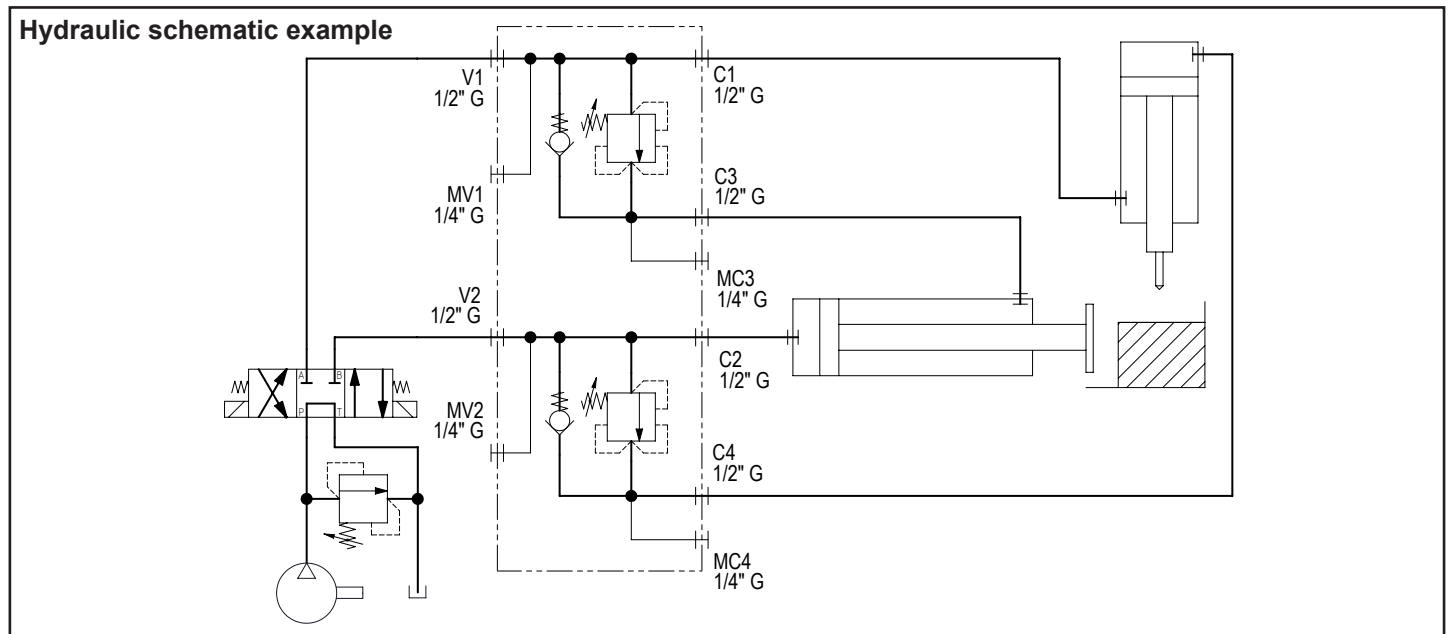 Hydraulic schematic example
V1
1/2" G
C1
1/2" G
MV1
1/4" G
C3
1/2" G
MC3
1/4" G
V2
1/2" G
C2
1/2" G
A B
P T
MV2
1/4" G
C4
1/2" G
MC4
1/4" G